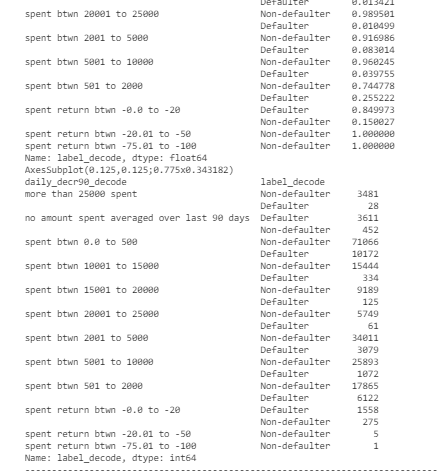 Defaulter 0.013421
spent btwn 20001 to 25000 Non-defaulter 0.989501
Defaulter 0.010499
spent btwn 2001 to 5000 Non-defaulter 0.916986
Defaulter 0.083014
spent btwn 5001 to 10000 Non-defaulter 0.960245
Defaulter 0.039755
spent btwn 501 to 2000 Non-defaulter 0.744778
Defaulter 0.255222
spent return btwn -0.0 to -20 Defaulter 0.849973
Non-defaulter 0.150027
spent return btwn -20.01 to -50 Non-defaulter 1.000000
spent return btwn -75.01 to -100 Non-defaulter 1.000000
Name: label_decode, dtype: float64
AxesSubplot(0.125,0.125;0.775x0.343182)
daily_decr90_decode label_decode
more than 25000 spent Non-defaulter 3481
Defaulter 28
no amount spent averaged over last 90 days Defaulter 3611
Non-defaulter 452
spent btwn 0.0 to 500 Non-defaulter 71066
Defaulter 10172
spent btwn 10001 to 15000 Non-defaulter 15444
Defaulter 334
spent btwn 15001 to 20000 Non-defaulter 9189
Defaulter 125
spent btwn 20001 to 25000 Non-defaulter 5749
Defaulter 61
spent btwn 2001 to 5000 Non-defaulter 34011
Defaulter 3079
spent btwn 5001 to 10000 Non-defaulter 25893
Defaulter 1072
spent btwn 501 to 2000 Non-defaulter 17865
Defaulter 6122
spent return btwn -0.0 to -20 Defaulter 1558
Non-defaulter 275
spent return btwn -20.01 to -50 Non-defaulter 5
spent return btwn -75.01 to -100 Non-defaulter 1
Name: label_decode, dtype: int64